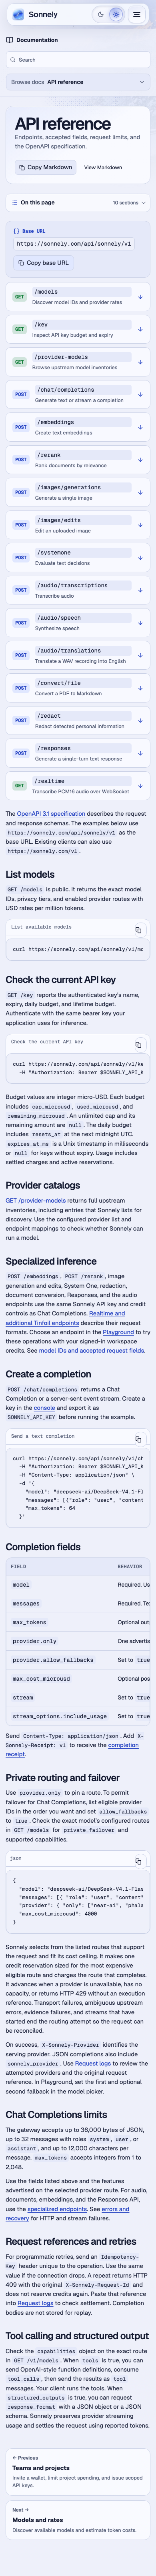 Sonnely
Documentation
Search
Browse docs API reference
API reference
Endpoints, accepted fields, request limits, and
the OpenAPI specification.
Copy Markdown
View Markdown
On this page
10 sections
{} Base URL
https://sonnely.com/api/sonnely/v1
Copy base URL
GET /models
Discover model IDs and provider rates
GET /key
Inspect API key budget and expiry
GET /provider-models
Browse upstream model inventories
POST /chat/completions
Generate text or stream a completion
POST /embeddings
Create text embeddings
POST /rerank
Rank documents by relevance
POST /images/generations
Generate a single image
POST /images/edits
Edit an uploaded image
POST /systemone
Evaluate text decisions
POST /audio/transcriptions
Transcribe audio
POST /audio/speech
Synthesize speech
POST /audio/translations
Translate a WAV recording into English
POST /convert/file
Convert a PDF to Markdown
POST /redact
Redact detected personal information
POST /responses
Generate a single-turn text response
GET /realtime
Transcribe PCM16 audio over WebSocket
The OpenAPI 3.1 specification describes the request
and response schemas. The examples below use
https://sonnely.com/api/sonnely/v1 as the
base URL. Existing clients can also use
https://sonnely.com/v1 .
List models
GET /models is public. It returns the exact model
IDs, privacy tiers, and enabled provider routes with
USD rates per million tokens.
List available models
curl https://sonnely.com/api/sonnely/v1/mo
Check the current API key
GET /key reports the authenticated key's name,
expiry, daily budget, and lifetime budget.
Authenticate with the same bearer key your
application uses for inference.
Check the current API key
curl https://sonnely.com/api/sonnely/v1/ke
-H "Authorization: Bearer $SONNELY_API_K
Budget values are integer micro-USD. Each budget
includes cap_microusd , used_microusd , and
remaining_microusd . An unlimited cap and its
remaining amount are null . The daily budget
includes resets_at at the next midnight UTC.
expires_at_ms is a Unix timestamp in milliseconds
or null for keys without expiry. Usage includes
settled charges and active reservations.
Provider catalogs
GET /provider-models returns full upstream
inventories. It does not expose endpoints Sonnely
lists for discovery. Use the configured provider list and
endpoint mappings to check whether Sonnely can
run a model.
Specialized inference
POST /embeddings , POST /rerank , image
generation and edits, System One, redaction,
Responses, audio, realtime, and document
endpoints use the same Sonnely API key and credit
controls as Chat Completions. Realtime and
additional Tinfoil endpoints describes their request
formats. Choose an endpoint in the Playground to try
these operations with your signed-in workspace
credits. See model IDs and accepted request fields.
Create a completion
POST /chat/completions returns a Chat
Completion or a server-sent event stream. Create a
key in the console and export it as
SONNELY_API_KEY before running the example.
Send a text completion
curl https://sonnely.com/api/sonnely/v1/ch
-H "Authorization: Bearer $SONNELY_API_K
-H "Content-Type: application/json" \
-d '{
"model": "deepseek-ai/DeepSeek-V4.1-Fl
"messages": [{"role": "user", "content
"max_tokens": 64
}'
Completion fields
FIELD BEHAVIOR
model Required. Us
messages Required. Te
max_tokens Optional out
provider.only One advertis
provider.allow_fallbacks Set to true
max_cost_microusd Optional pos
stream Set to true
stream_options.include_usage Set to true
Send Content-Type: application/json . Add X-
Sonnely-Receipt: v1 to receive the completion
receipt.
Private routing and failover
Use provider.only to pin a route. To permit
failover for Chat Completions, list eligible provider
IDs in the order you want and set allow_fallbacks
to true . Check the exact model's configured routes
in GET /models for private_failover and
supported capabilities.
json
{
"model": "deepseek-ai/DeepSeek-V4.1-Flas
"messages": [{ "role": "user", "content"
"provider": { "only": ["near-ai", "phala
"max_cost_microusd": 4000
}
Sonnely selects from the listed routes that support
the request and fit its cost ceiling. It makes one
credit reservation sized for the most expensive
eligible route and charges the route that completes.
It advances when a provider is unavailable, has no
capacity, or returns HTTP 429 without an execution
reference. Transport failures, ambiguous upstream
errors, evidence failures, and streams that have
started do not move to another route because the
original request may not be reconciled.
On success, X-Sonnely-Provider identifies the
serving provider. JSON completions also include
sonnely_provider . Use Request logs to review the
attempted providers and the original request
reference. In Playground, set the first and optional
second fallback in the model picker.
Chat Completions limits
The gateway accepts up to 36,000 bytes of JSON,
up to 32 messages with roles system , user , or
assistant , and up to 12,000 characters per
message. max_tokens accepts integers from 1 to
2,048.
Use the fields listed above and the features
advertised for the selected provider route. For audio,
document, embeddings, and the Responses API,
use the specialized endpoints. See errors and
recovery for HTTP and stream failures.
Request references and retries
For programmatic retries, send an Idempotency-
Key header unique to the operation. Use the same
value if the response drops. A repeat returns HTTP
409 with the original X-Sonnely-Request-Id and
does not reserve credits again. Paste that reference
into Request logs to check settlement. Completion
bodies are not stored for replay.
Tool calling and structured output
Check the capabilities object on the exact route
in GET /v1/models . When tools is true, you can
send OpenAI-style function definitions, receive
tool_calls , then send the results as tool
messages. Your client runs the tools. When
structured_outputs is true, you can request
response_format with a JSON object or a JSON
schema. Sonnely preserves provider streaming
usage and settles the request using reported tokens.
← Previous
Teams and projects
Invite a wallet, limit project spending, and issue scoped
API keys.
Next →
Models and rates
Discover available models and estimate token costs.